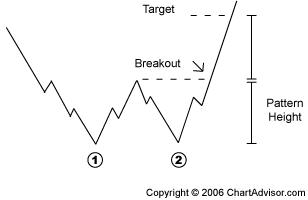 Target
Breakout
Pattern
Height
1
2
Copyright © 2006 ChartAdvisor.com